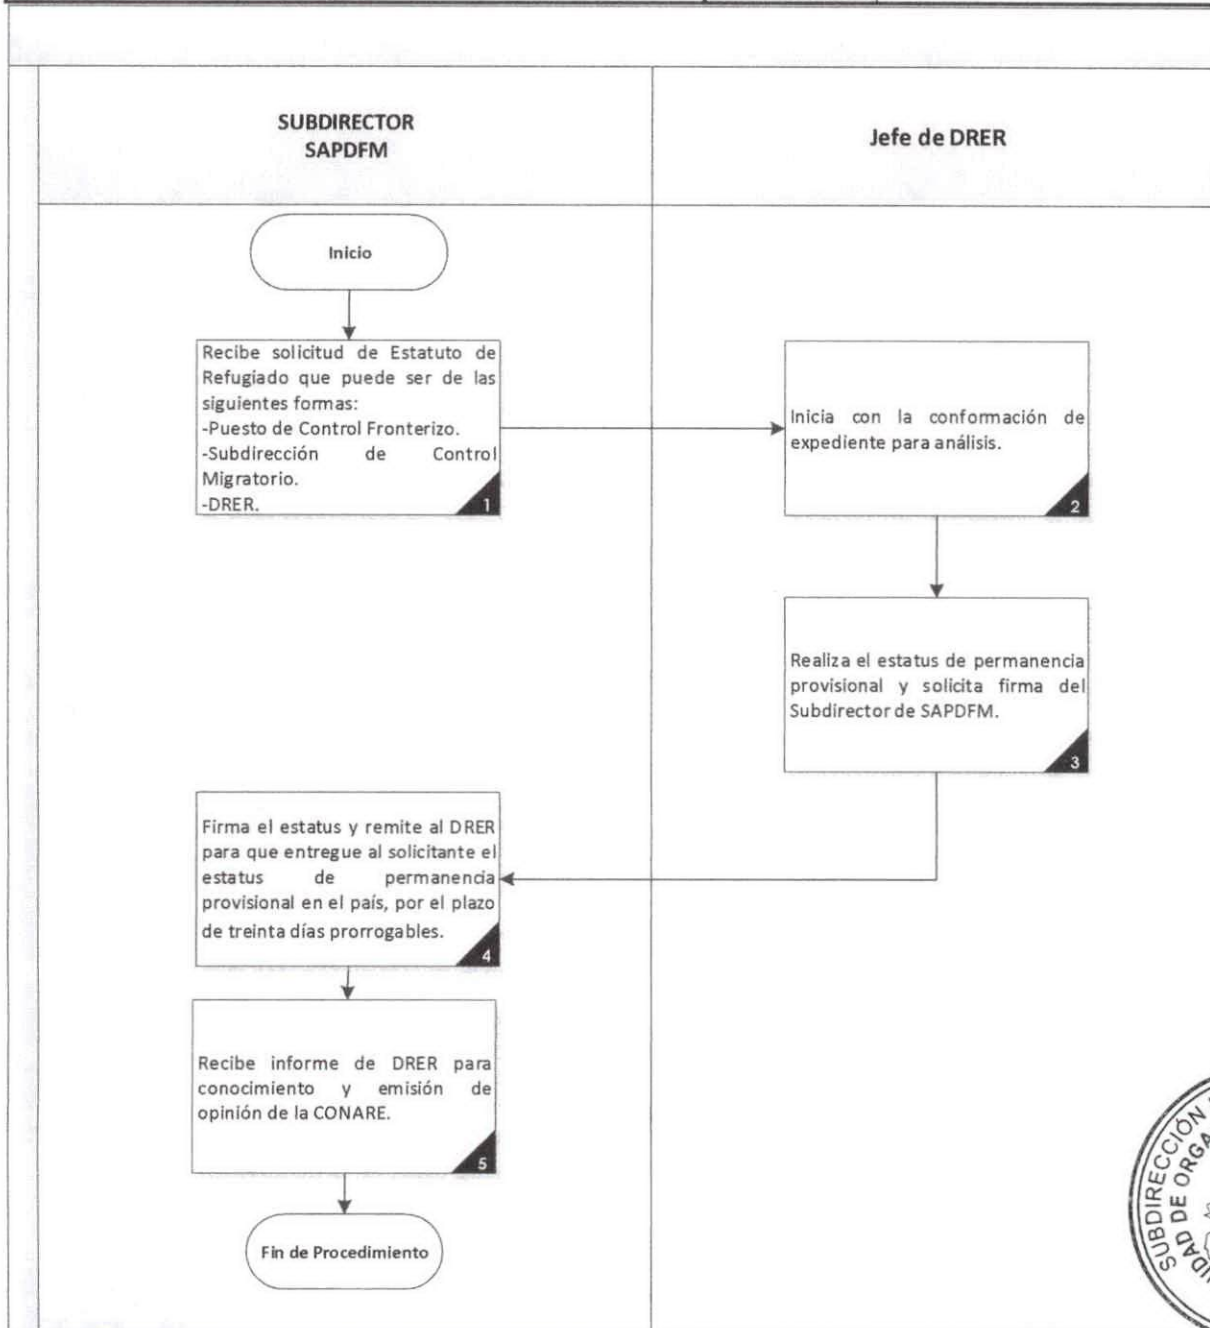 SUBDIRECTOR
SAPDFM
Jefe de DRER
Inicio
Recibe solicitud de Estatuto de
Refugiado que puede ser de las
siguientes formas:
-Puesto de Control Fronterizo.
-Subdirección de Control
Migratorio.
-DRER.
1
Inicia con la conformación de
expediente para análisis.
2
Realiza el estatus de permanencia
provisional y solicita firma del
Subdirector de SAPDFM.
3
Firma el estatus y remite al DRER
para que entregue al solicitante el
estatus de permanencia
provisional en el país, por el plazo
de treinta días prorrogables.
4
Recibe informe de DRER para
conocimiento y emisión de
opinión de la CONARE.
5
Fin de Procedimiento
SUBDIRECCIÓN
DE